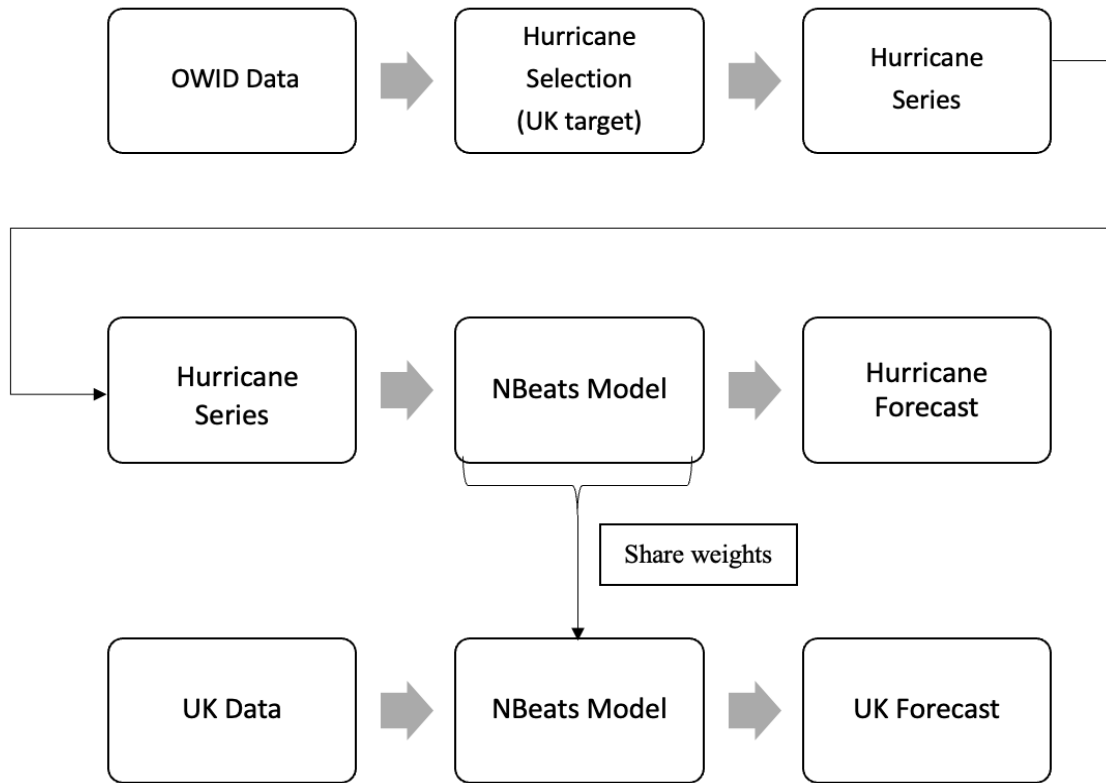 OWID Data
Hurricane
Selection
(UK target)
Hurricane
Series
Hurricane
Series
NBeats Model
Hurricane
Forecast
Share weights
UK Data
NBeats Model
UK Forecast